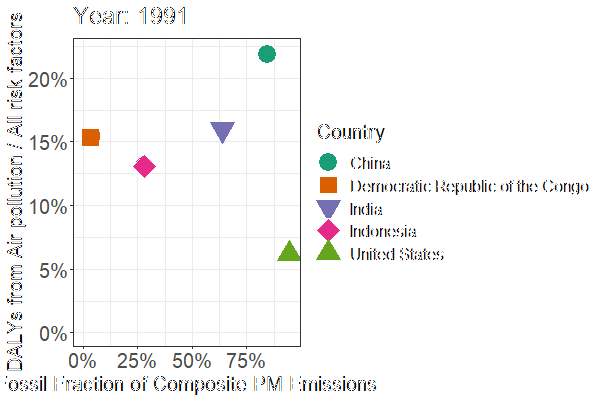 Year: 1991
DALYs from Air pollution / All risk factors
20%
15%
10%
5%
0%
0% 25% 50% 75%
Fossil Fraction of Composite PM Emissions
Country
China
Democratic Republic of the Congo
India
Indonesia
United States